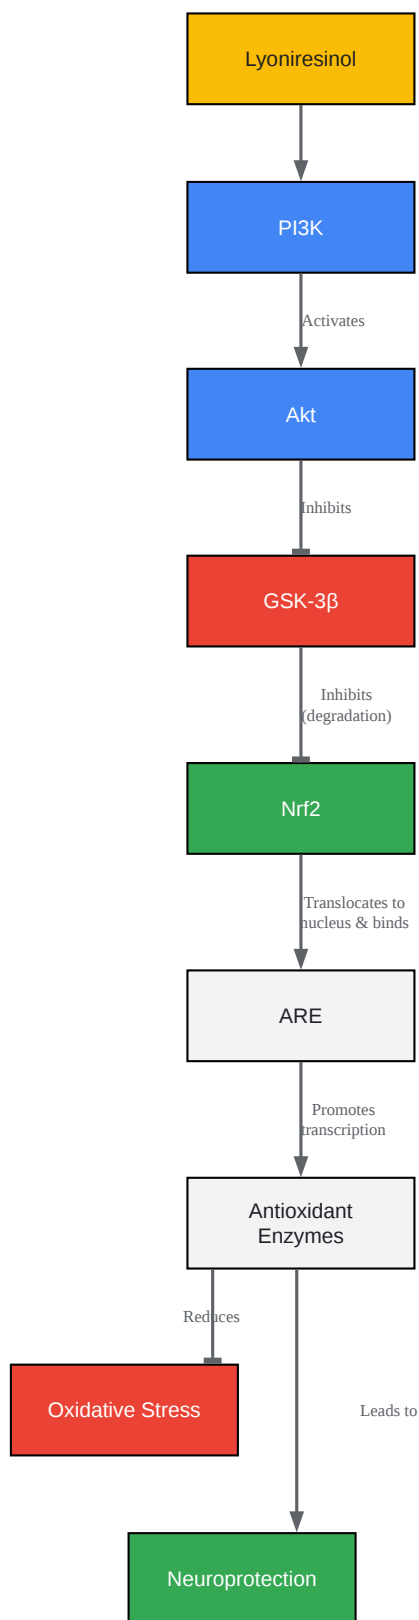 Lyoniresinol
PI3K
Activates
Akt
Inhibits
GSK-3β
Inhibits
(degradation)
Nrf2
Translocates to
nucleus & binds
ARE
Promotes
transcription
Antioxidant
Enzymes
Reduces
Oxidative Stress
Leads to
Neuroprotection